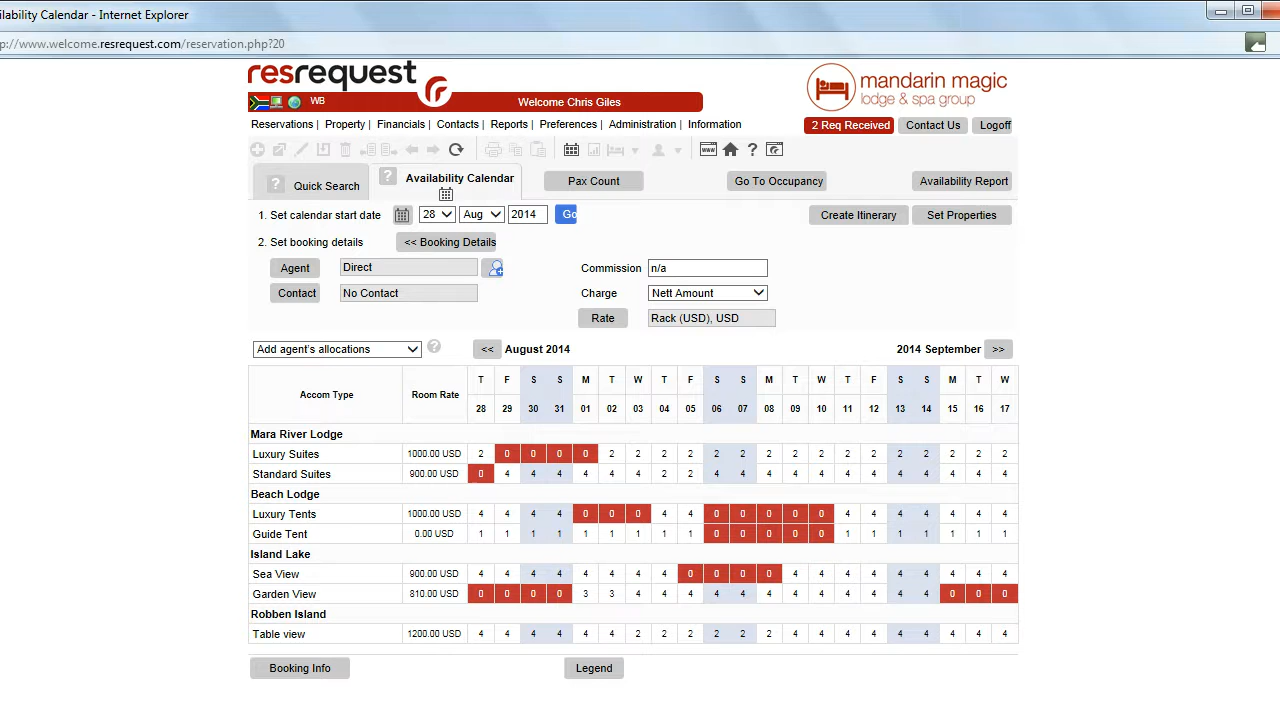 ilability Calendar - Internet Explorer
p://www.welcome.resrequest.com/reservation.php?20
resrequest
WB Welcome Chris Giles
mandarin magic
lodge & spa group
Reservations | Property | Financials | Contacts | Reports | Preferences | Administration | Information
2 Req Received Contact Us Logoff
? Quick Search ? Availability Calendar Pax Count Go To Occupancy Availability Report
1. Set calendar start date 28 Aug 2014 Go Create Itinerary Set Properties
2. Set booking details << Booking Details
Agent Direct Commission n/a
Contact No Contact Charge Nett Amount
Rate Rack (USD), USD
Add agent's allocations ? << August 2014 2014 September >>
Accom Type Room Rate T F S S M T W T F S S M T W T F S S M T W
28 29 30 31 01 02 03 04 05 06 07 08 09 10 11 12 13 14 15 16 17
Mara River Lodge
Luxury Suites 1000.00 USD 2 0 0 0 0 2 2 2 2 2 2 2 2 2 2 2 2 2 2 2 2
Standard Suites 900.00 USD 0 4 4 4 4 4 4 2 2 4 4 4 4 4 4 4 4 4 4 4 4
Beach Lodge
Luxury Tents 1000.00 USD 4 4 4 4 0 0 0 4 4 0 0 0 0 0 4 4 4 4 4 4 4
Guide Tent 0.00 USD 1 1 1 1 1 1 1 1 1 0 0 0 0 0 1 1 1 1 1 1 1
Island Lake
Sea View 900.00 USD 4 4 4 4 4 4 4 4 0 0 0 0 4 4 4 4 4 4 4 4 4
Garden View 810.00 USD 0 0 0 0 3 3 4 4 4 4 4 4 4 4 4 4 4 4 0 0 0
Robben Island
Table view 1200.00 USD 4 4 4 4 4 4 2 2 2 2 2 2 4 4 4 4 4 4 4 4 4
Booking Info Legend